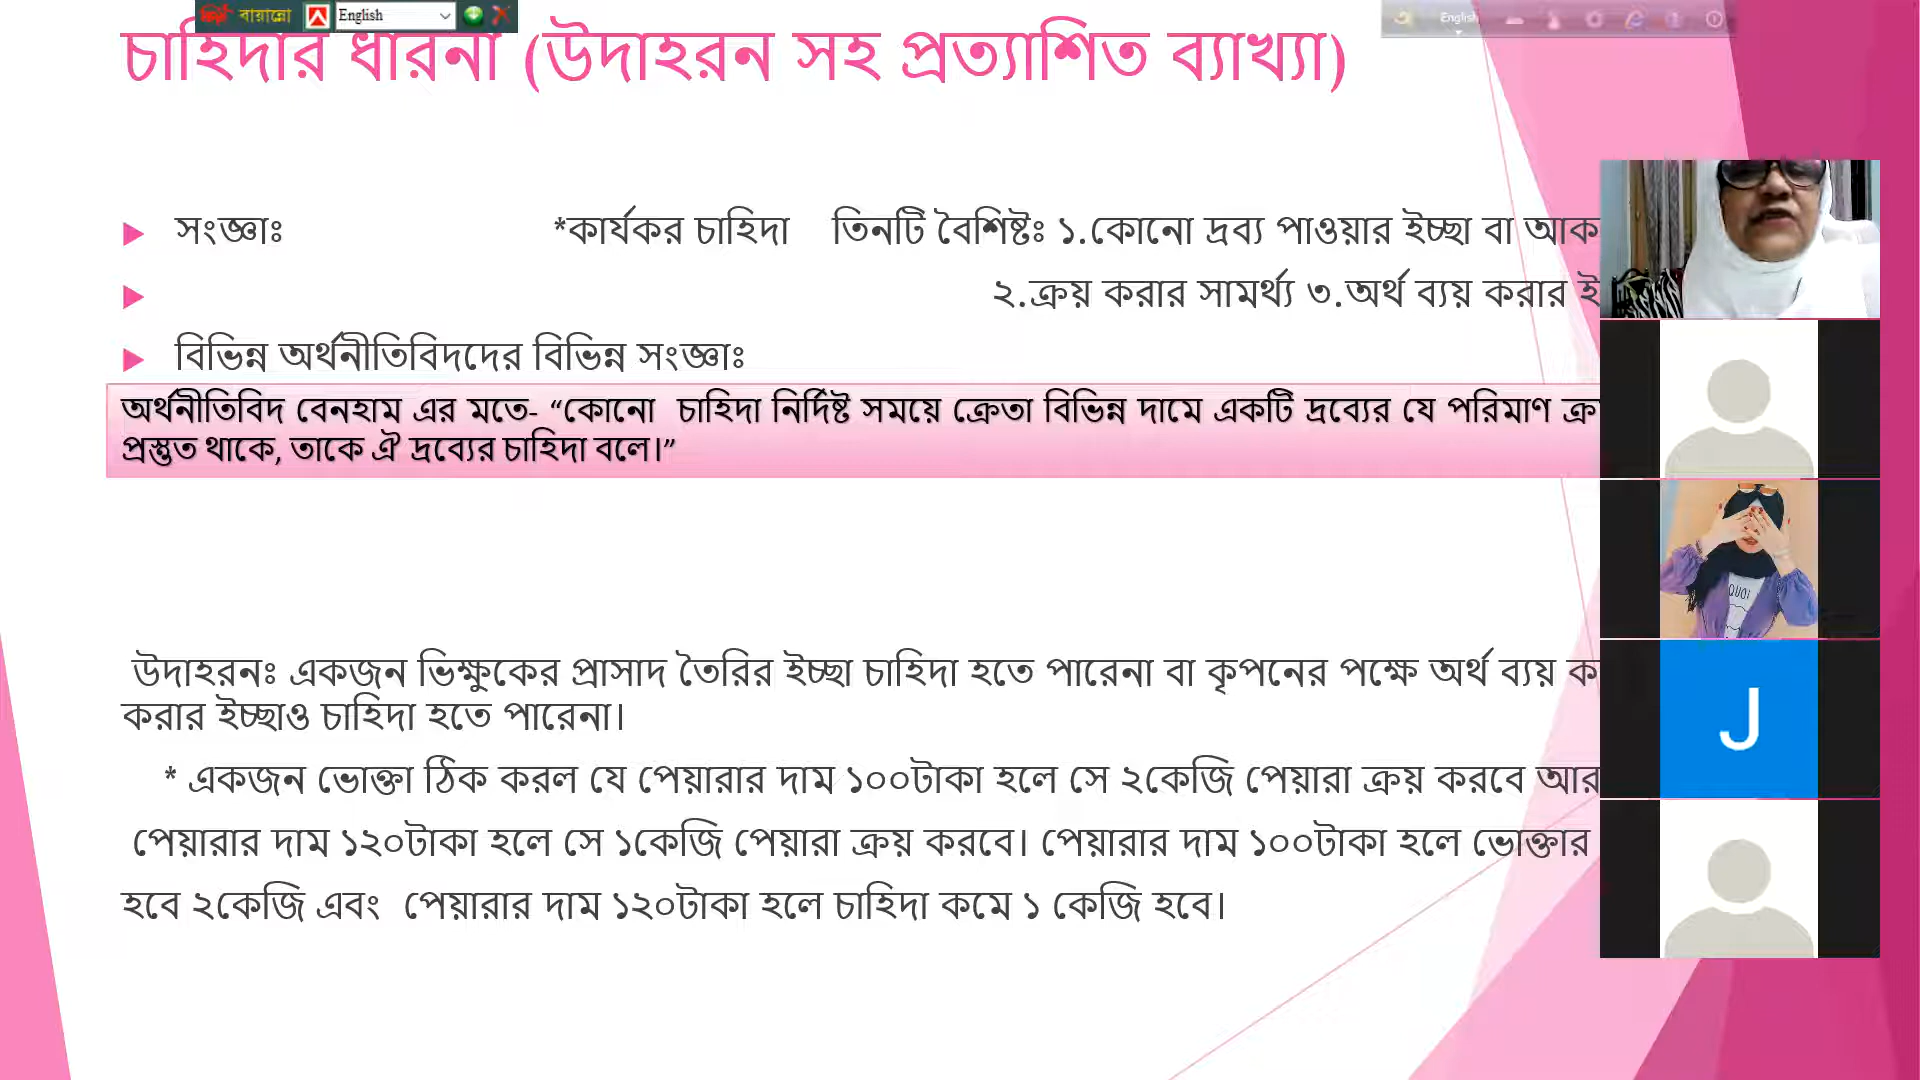 বায়ান্নো English English
চাহিদার ধারনা (উদাহরন সহ প্রত্যাশিত ব্যাখ্যা)
সংজ্ঞাঃ *কার্যকর চাহিদা তিনটি বৈশিষ্টঃ ১.কোনো দ্রব্য পাওয়ার ইচ্ছা বা আক
২.ক্রয় করার সামর্থ্য ৩.অর্থ ব্যয় করার ই
বিভিন্ন অর্থনীতিবিদদের বিভিন্ন সংজ্ঞাঃ
অর্থনীতিবিদ বেনহাম এর মতে- “কোনো চাহিদা নির্দিষ্ট সময়ে ক্রেতা বিভিন্ন দামে একটি দ্রব্যের যে পরিমাণ ক্র
প্রস্তুত থাকে, তাকে ঐ দ্রব্যের চাহিদা বলে।”
উদাহরনঃ একজন ভিক্ষুকের প্রাসাদ তৈরির ইচ্ছা চাহিদা হতে পারেনা বা কৃপনের পক্ষে অর্থ ব্যয় ক
করার ইচ্ছাও চাহিদা হতে পারেনা।
* একজন ভোক্তা ঠিক করল যে পেয়ারার দাম ১০০টাকা হলে সে ২কেজি পেয়ারা ক্রয় করবে আর
পেয়ারার দাম ১২০টাকা হলে সে ১কেজি পেয়ারা ক্রয় করবে। পেয়ারার দাম ১০০টাকা হলে ভোক্তার
হবে ২কেজি এবং পেয়ারার দাম ১২০টাকা হলে চাহিদা কমে ১ কেজি হবে।
QUOI
J